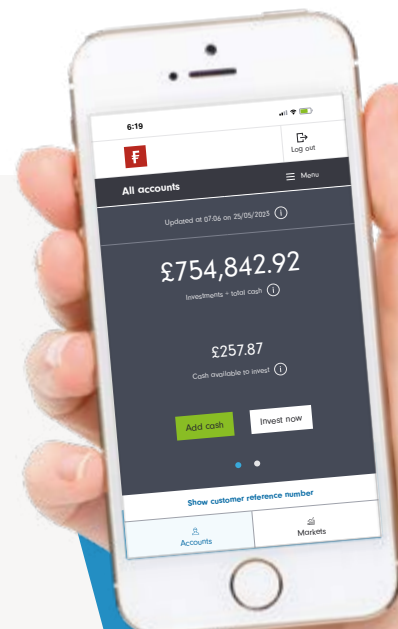 6:19
Log out
All accounts
Menu
Updated at 07:06 on 25/05/2023
£754,842.92
Investments + total cash
£257.87
Cash available to invest
Add cash
Invest now
Show customer reference number
Accounts
Markets